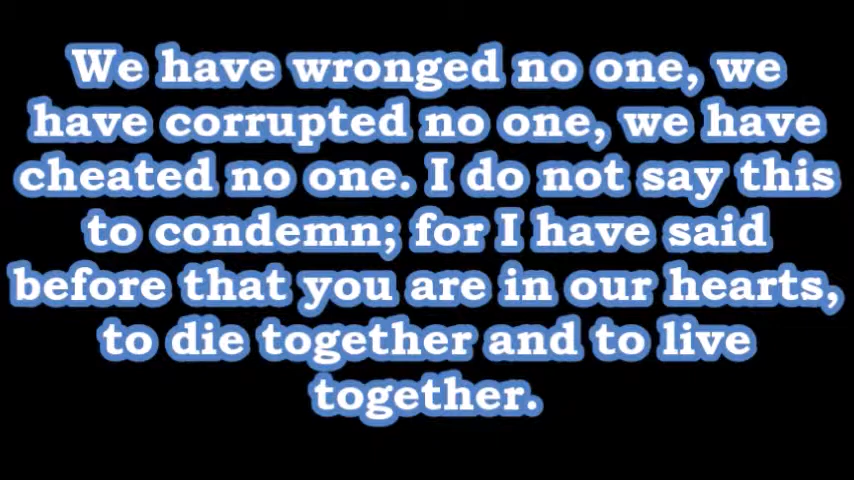 We have wronged no one, we
have corrupted no one, we have
cheated no one. I do not say this
to condemn; for I have said
before that you are in our hearts,
to die together and to live
together.